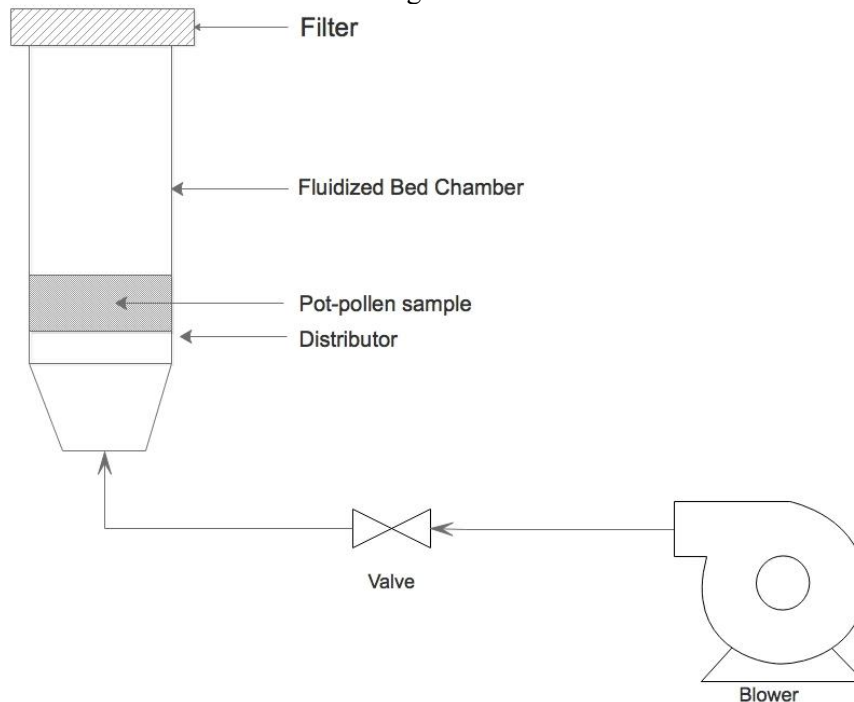 Filter
Fluidized Bed Chamber
Pot-pollen sample
Distributor
Valve
Blower